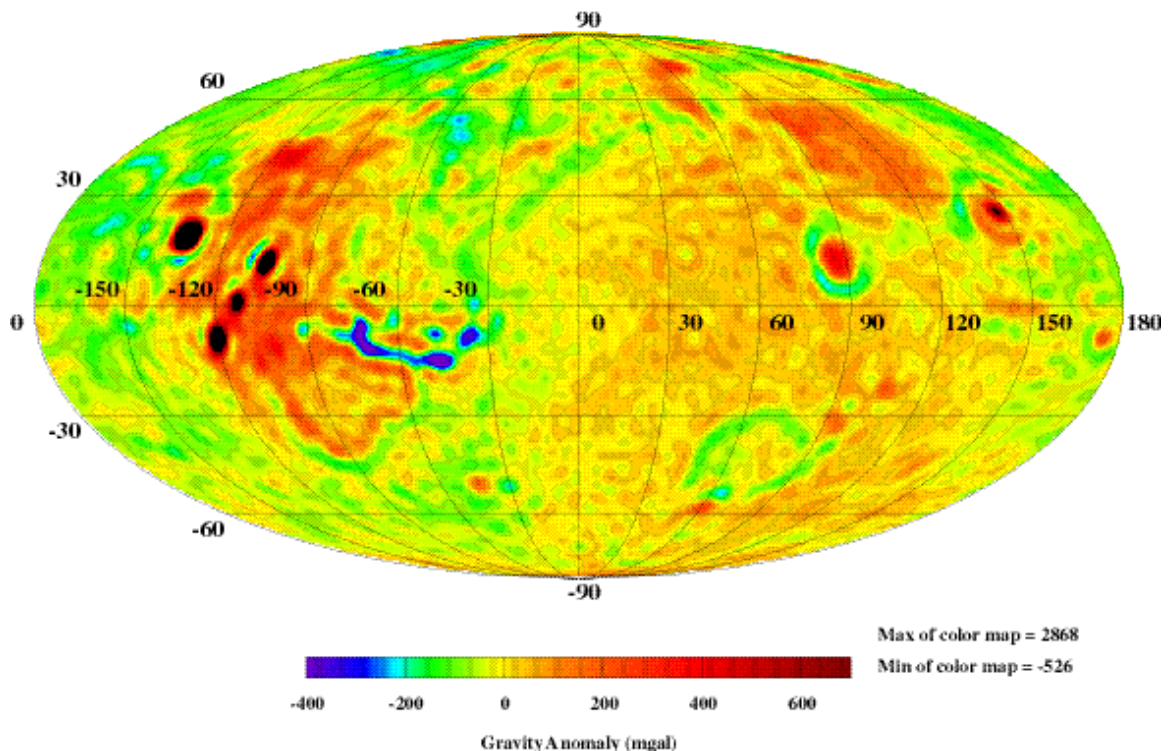 90
60
30
-150 -120 -90 -60 -30
0 0 30 60 90 120 150 180
-30
-60
-90
Max of color map = 2868
Min of color map = -526
-400 -200 0 200 400 600
Gravity Anomaly (mgal)